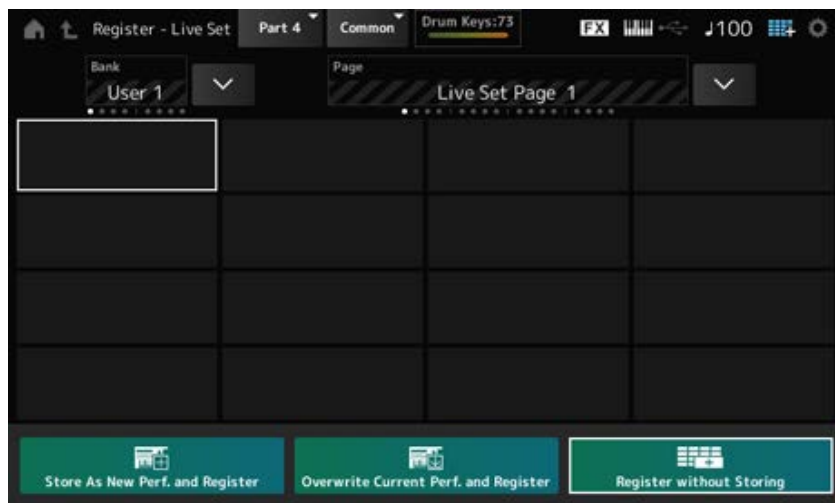 Register - Live Set Part 4 Common Drum Keys:73 FX ♩100
Bank
User 1
Page
Live Set Page 1
Store As New Perf. and Register
Overwrite Current Perf. and Register
Register without Storing